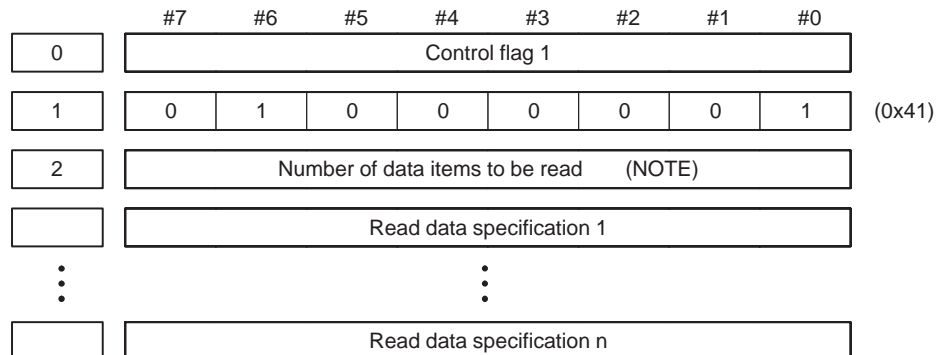 #7 #6 #5 #4 #3 #2 #1 #0
0 Control flag 1
1 0 1 0 0 0 0 0 1 (0x41)
2 Number of data items to be read (NOTE)
Read data specification 1
Read data specification n